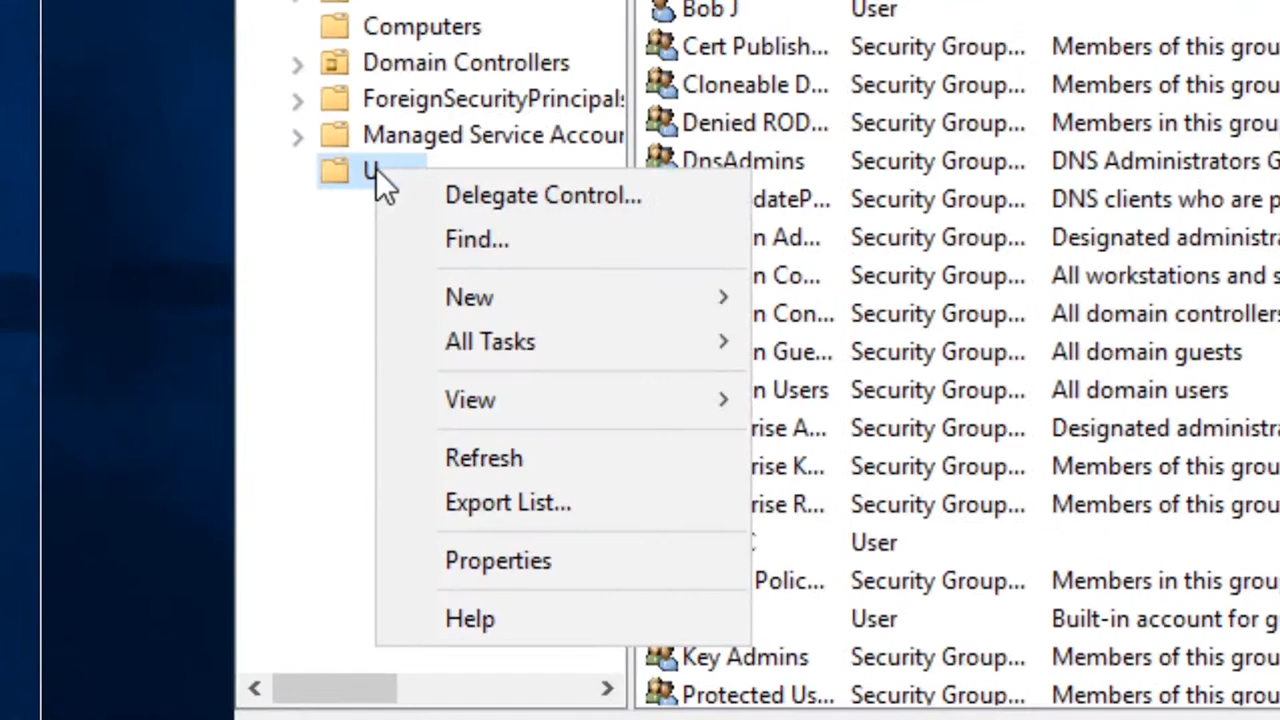 Computers
Domain Controllers
ForeignSecurityPrincipals
Managed Service Accour
U
Delegate Control...
Find...
New
All Tasks
View
Refresh
Export List...
Properties
Help
Bob J User
Cert Publish... Security Group... Members of this grou
Cloneable D... Security Group... Members of this grou
Denied ROD... Security Group... Members in this group
DnsAdmins Security Group... DNS Administrators G
dateP... Security Group... DNS clients who are p
n Ad... Security Group... Designated administra
n Co... Security Group... All workstations and s
n Con... Security Group... All domain controllers
n Gue... Security Group... All domain guests
n Users Security Group... All domain users
rise A... Security Group... Designated administra
rise K... Security Group... Members of this grou
rise R... Security Group... Members of this grou
User
Polic... Security Group... Members in this group
User Built-in account for g
Key Admins Security Group... Members of this grou
Protected Us... Security Group... Members of this grou